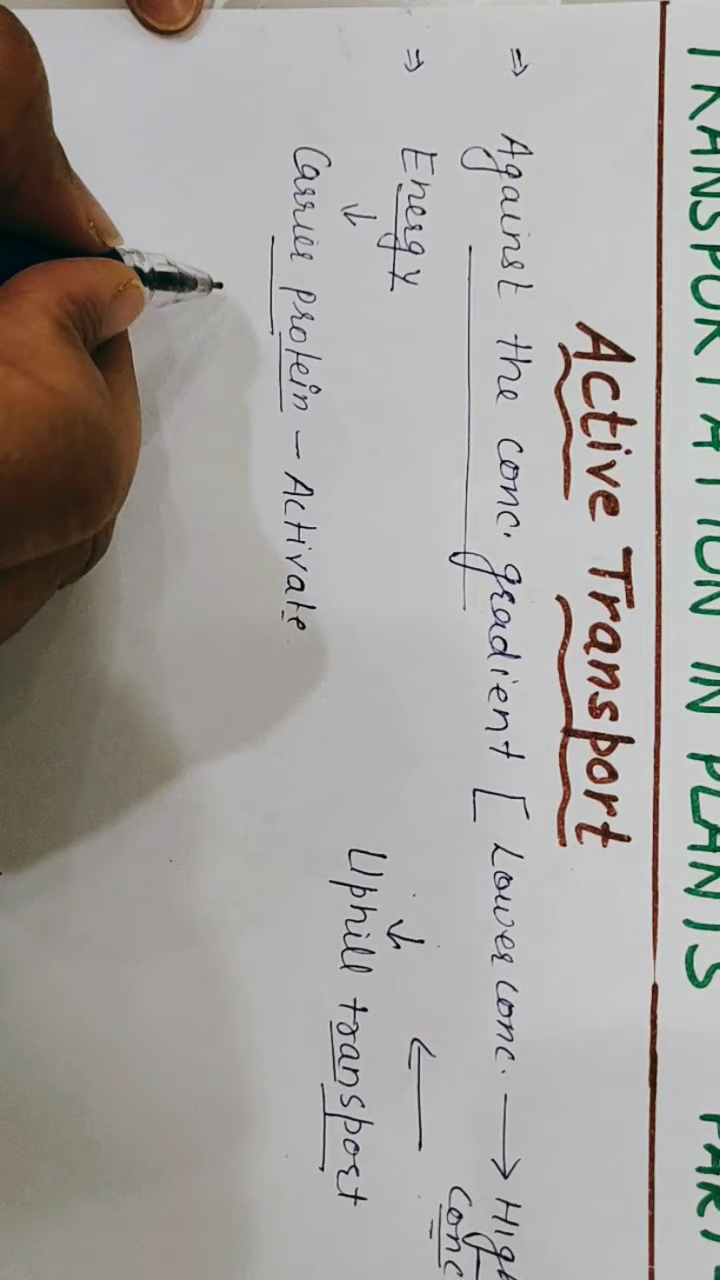 TRANSPORTATION IN PLANTS PART
Active Transport
⇒ Against the conc. gradient [ Lower conc. ⟶ High
conc
⇒ Energy
↓
Carrier protein – Activate
↓ ⟵
Uphill transport